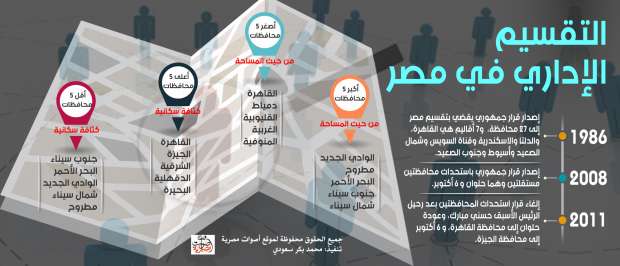 التقسيم
الإداري في مصر
1986
إصدار قرار جمهوري يقضي بتقسيم مصر
إلى 27 محافظة، و7 أقاليم هي القاهرة،
والدلتا والاسكندرية وقناة السويس وشمال
الصعيد وأسيوط وجنوب الصعيد.
2008
إصدار قرار جمهوري باستحداث محافظتين
مستقلتين وهما حلوان و 6 أكتوبر.
2011
إلغاء قرار استحداث المحافظتين بعد رحيل
الرئيس الأسبق حسني مبارك، وعودة
حلوان إلى محافظة القاهرة، و 6 أكتوبر
إلى محافظة الجيزة.
أكبر 5
محافظات
من حيث المساحة
الوادي الجديد
مطروح
أسوان
البحر الأحمر
جنوب سيناء
شمال سيناء
أصغر 5
محافظات
من حيث المساحة
القاهرة
دمياط
القليوبية
الغربية
المنوفية
أعلى 5
محافظات
كثافة سكانية
القاهرة
الجيزة
الشرقية
الدقهلية
البحيرة
أقل 5
محافظات
كثافة سكانية
جنوب سيناء
البحر الأحمر
الوادي الجديد
شمال سيناء
مطروح
جميع الحقوق محفوظة لموقع أصوات مصرية
تنفيذ: محمد بكر سعودي